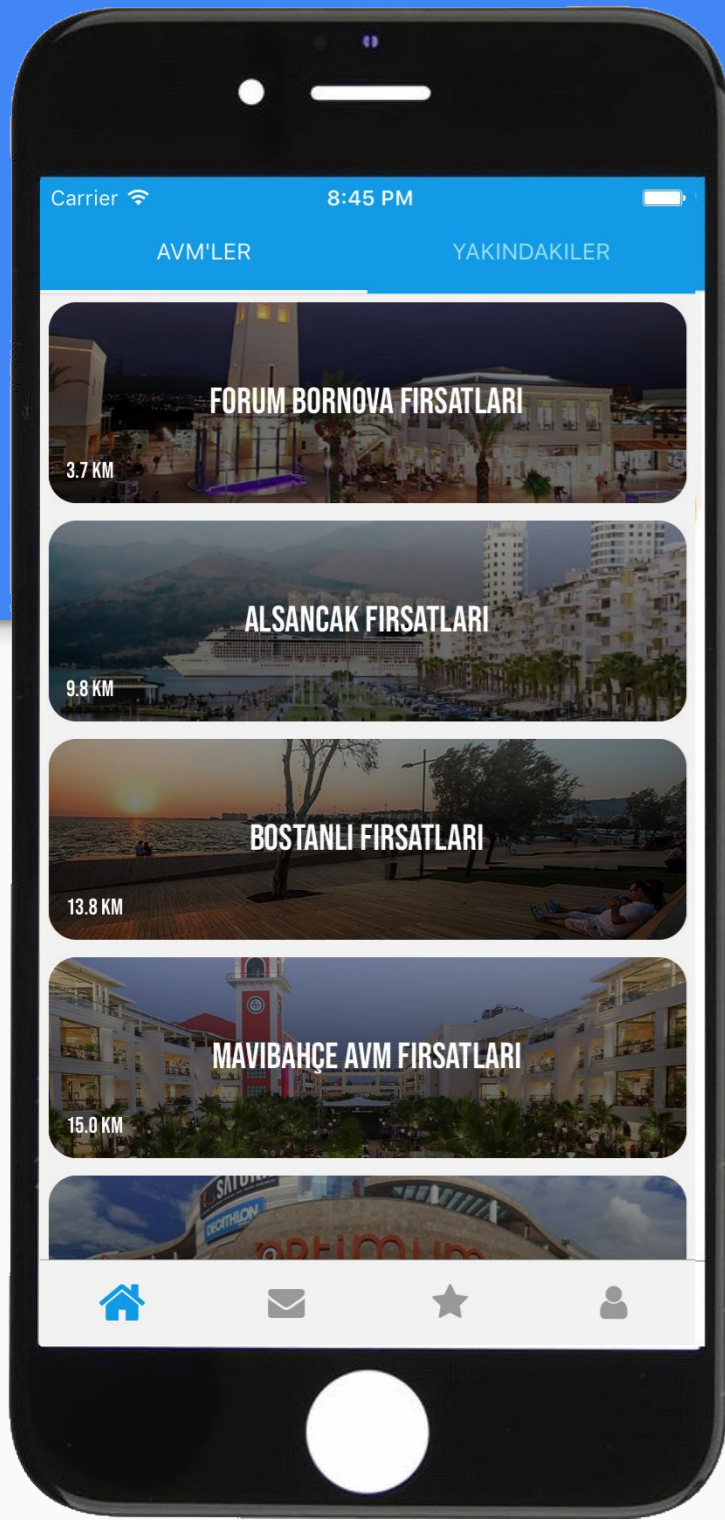 Carrier
8:45 PM
AVM'LER
YAKINDAKILER
FORUM BORNOVA FIRSATLARI
3.7 KM
ALSANCAK FIRSATLARI
9.8 KM
BOSTANLI FIRSATLARI
13.8 KM
MAVIBAHÇE AVM FIRSATLARI
15.0 KM
SATURN
DECATHLON
OPTIMUM